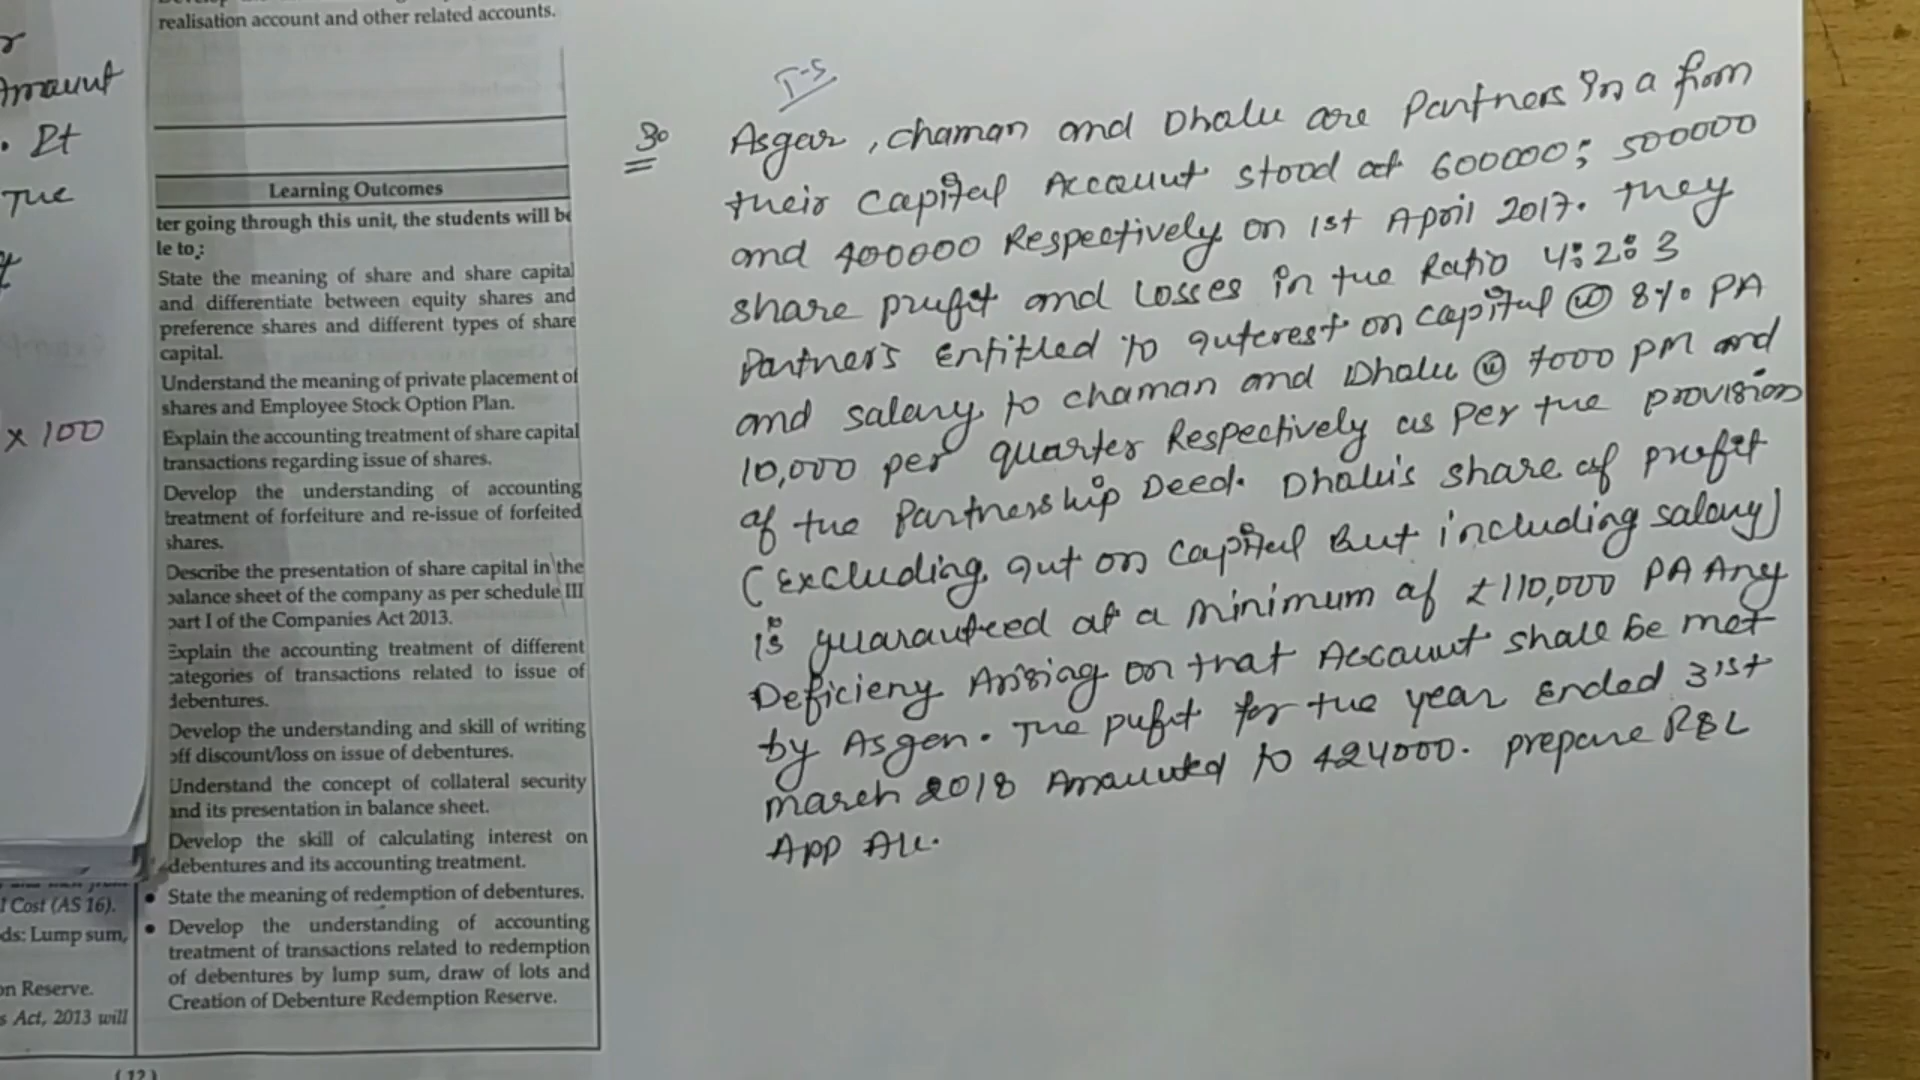 realisation account and other related accounts.
r
Amount
. It
The
x 100
Learning Outcomes
ter going through this unit, the students will be
le to:
State the meaning of share and share capital
and differentiate between equity shares and
preference shares and different types of share
capital.
Understand the meaning of private placement of
shares and Employee Stock Option Plan.
Explain the accounting treatment of share capital
transactions regarding issue of shares.
Develop the understanding of accounting
treatment of forfeiture and re-issue of forfeited
shares.
Describe the presentation of share capital in the
balance sheet of the company as per schedule III
part I of the Companies Act 2013.
Explain the accounting treatment of different
categories of transactions related to issue of
debentures.
Develop the understanding and skill of writing
off discount/loss on issue of debentures.
Understand the concept of collateral security
and its presentation in balance sheet.
Develop the skill of calculating interest on
debentures and its accounting treatment.
• State the meaning of redemption of debentures.
• Develop the understanding of accounting
treatment of transactions related to redemption
of debentures by lump sum, draw of lots and
Creation of Debenture Redemption Reserve.
l Cost (AS 16).
ds: Lump sum,
on Reserve.
s Act, 2013 will
(12)
T-S
30
Asgar, chaman and Dhalu are Partners in a firm
their capital Account stood at 600000; 500000
and 400000 Respectively on 1st April 2017. They
share profit and Losses in the Ratio 4:2:3
Partners entitled to interest on capital @ 8% PA
and salary to chaman and Dhalu @ 7000 PM and
10,000 per quarter Respectively as per the provision
of the Partnership Deed. Dhalu's share of profit
(excluding int on capital But including salary)
is guaranteed at a minimum of ₹110,000 PA Any
Deficieny Arising on that Account shall be met
by Asgen. The pufit for the year ended 31st
march 2018 Amounted to 424000. prepare P&L
App A/c.